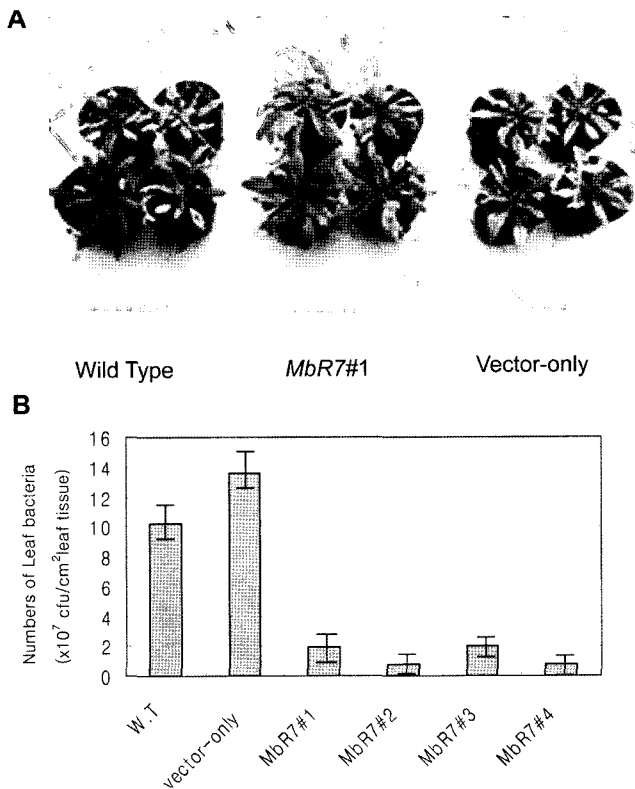 A
Wild Type
MbR7#1
Vector-only
B
Numbers of Leaf bacteria
(x10⁷ cfu/cm² leaf tissue)
16
14
12
10
8
6
4
2
0
W.T
vector-only
MbR7#1
MbR7#2
MbR7#3
MbR7#4